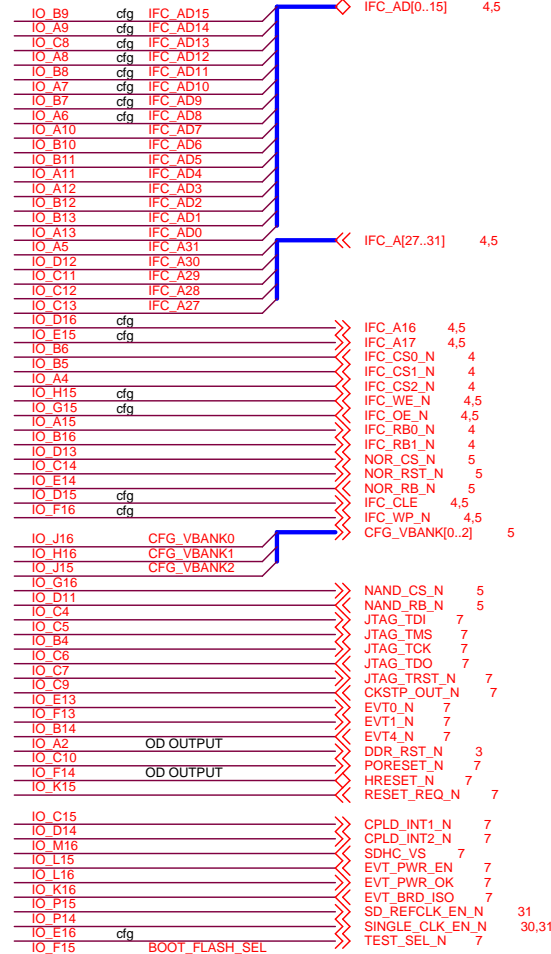 IFC_AD[0..15] 4,5
IO_B9 cfg IFC_AD15
IO_A9 cfg IFC_AD14
IO_C8 cfg IFC_AD13
IO_A8 cfg IFC_AD12
IO_B8 cfg IFC_AD11
IO_A7 cfg IFC_AD10
IO_B7 cfg IFC_AD9
IO_A6 cfg IFC_AD8
IO_A10 IFC_AD7
IO_B10 IFC_AD6
IO_B11 IFC_AD5
IO_A11 IFC_AD4
IO_A12 IFC_AD3
IO_B12 IFC_AD2
IO_B13 IFC_AD1
IO_A13 IFC_AD0
IFC_A[27..31] 4,5
IO_A5 IFC_A31
IO_D12 IFC_A30
IO_C11 IFC_A29
IO_C12 IFC_A28
IO_C13 IFC_A27
IO_D16 cfg IFC_A16 4,5
IO_E15 cfg IFC_A17 4,5
IO_B6 IFC_CS0_N 4
IO_B5 IFC_CS1_N 4
IO_A4 IFC_CS2_N 4
IO_H15 cfg IFC_WE_N 4,5
IO_G15 cfg IFC_OE_N 4,5
IO_A15 IFC_RB0_N 4
IO_B16 IFC_RB1_N 4
IO_D13 NOR_CS_N 5
IO_C14 NOR_RST_N 5
IO_E14 NOR_RB_N 5
IO_D15 cfg IFC_CLE 4,5
IO_F16 cfg IFC_WP_N 4,5
CFG_VBANK[0..2] 5
IO_J16 CFG_VBANK0
IO_H16 CFG_VBANK1
IO_J15 CFG_VBANK2
IO_G16 NAND_CS_N 5
IO_D11 NAND_RB_N 5
IO_C4 JTAG_TDI 7
IO_C5 JTAG_TMS 7
IO_B4 JTAG_TCK 7
IO_C6 JTAG_TDO 7
IO_C7 JTAG_TRST_N 7
IO_C9 CKSTP_OUT_N 7
IO_E13 EVT0_N 7
IO_F13 EVT1_N 7
IO_B14 EVT4_N 7
IO_A2 OD OUTPUT DDR_RST_N 3
IO_C10 PORESET_N 7
IO_F14 OD OUTPUT HRESET_N 7
IO_K15 RESET_REQ_N 7
IO_C15 CPLD_INT1_N 7
IO_D14 CPLD_INT2_N 7
IO_M16 SDHC_VS 7
IO_L15 EVT_PWR_EN 7
IO_L16 EVT_PWR_OK 7
IO_K16 EVT_BRD_ISO 7
IO_P15 SD_REFCLK_EN_N 31
IO_P14 SINGLE_CLK_EN_N 30,31
IO_E16 cfg TEST_SEL_N 7
IO_F15 BOOT_FLASH_SEL